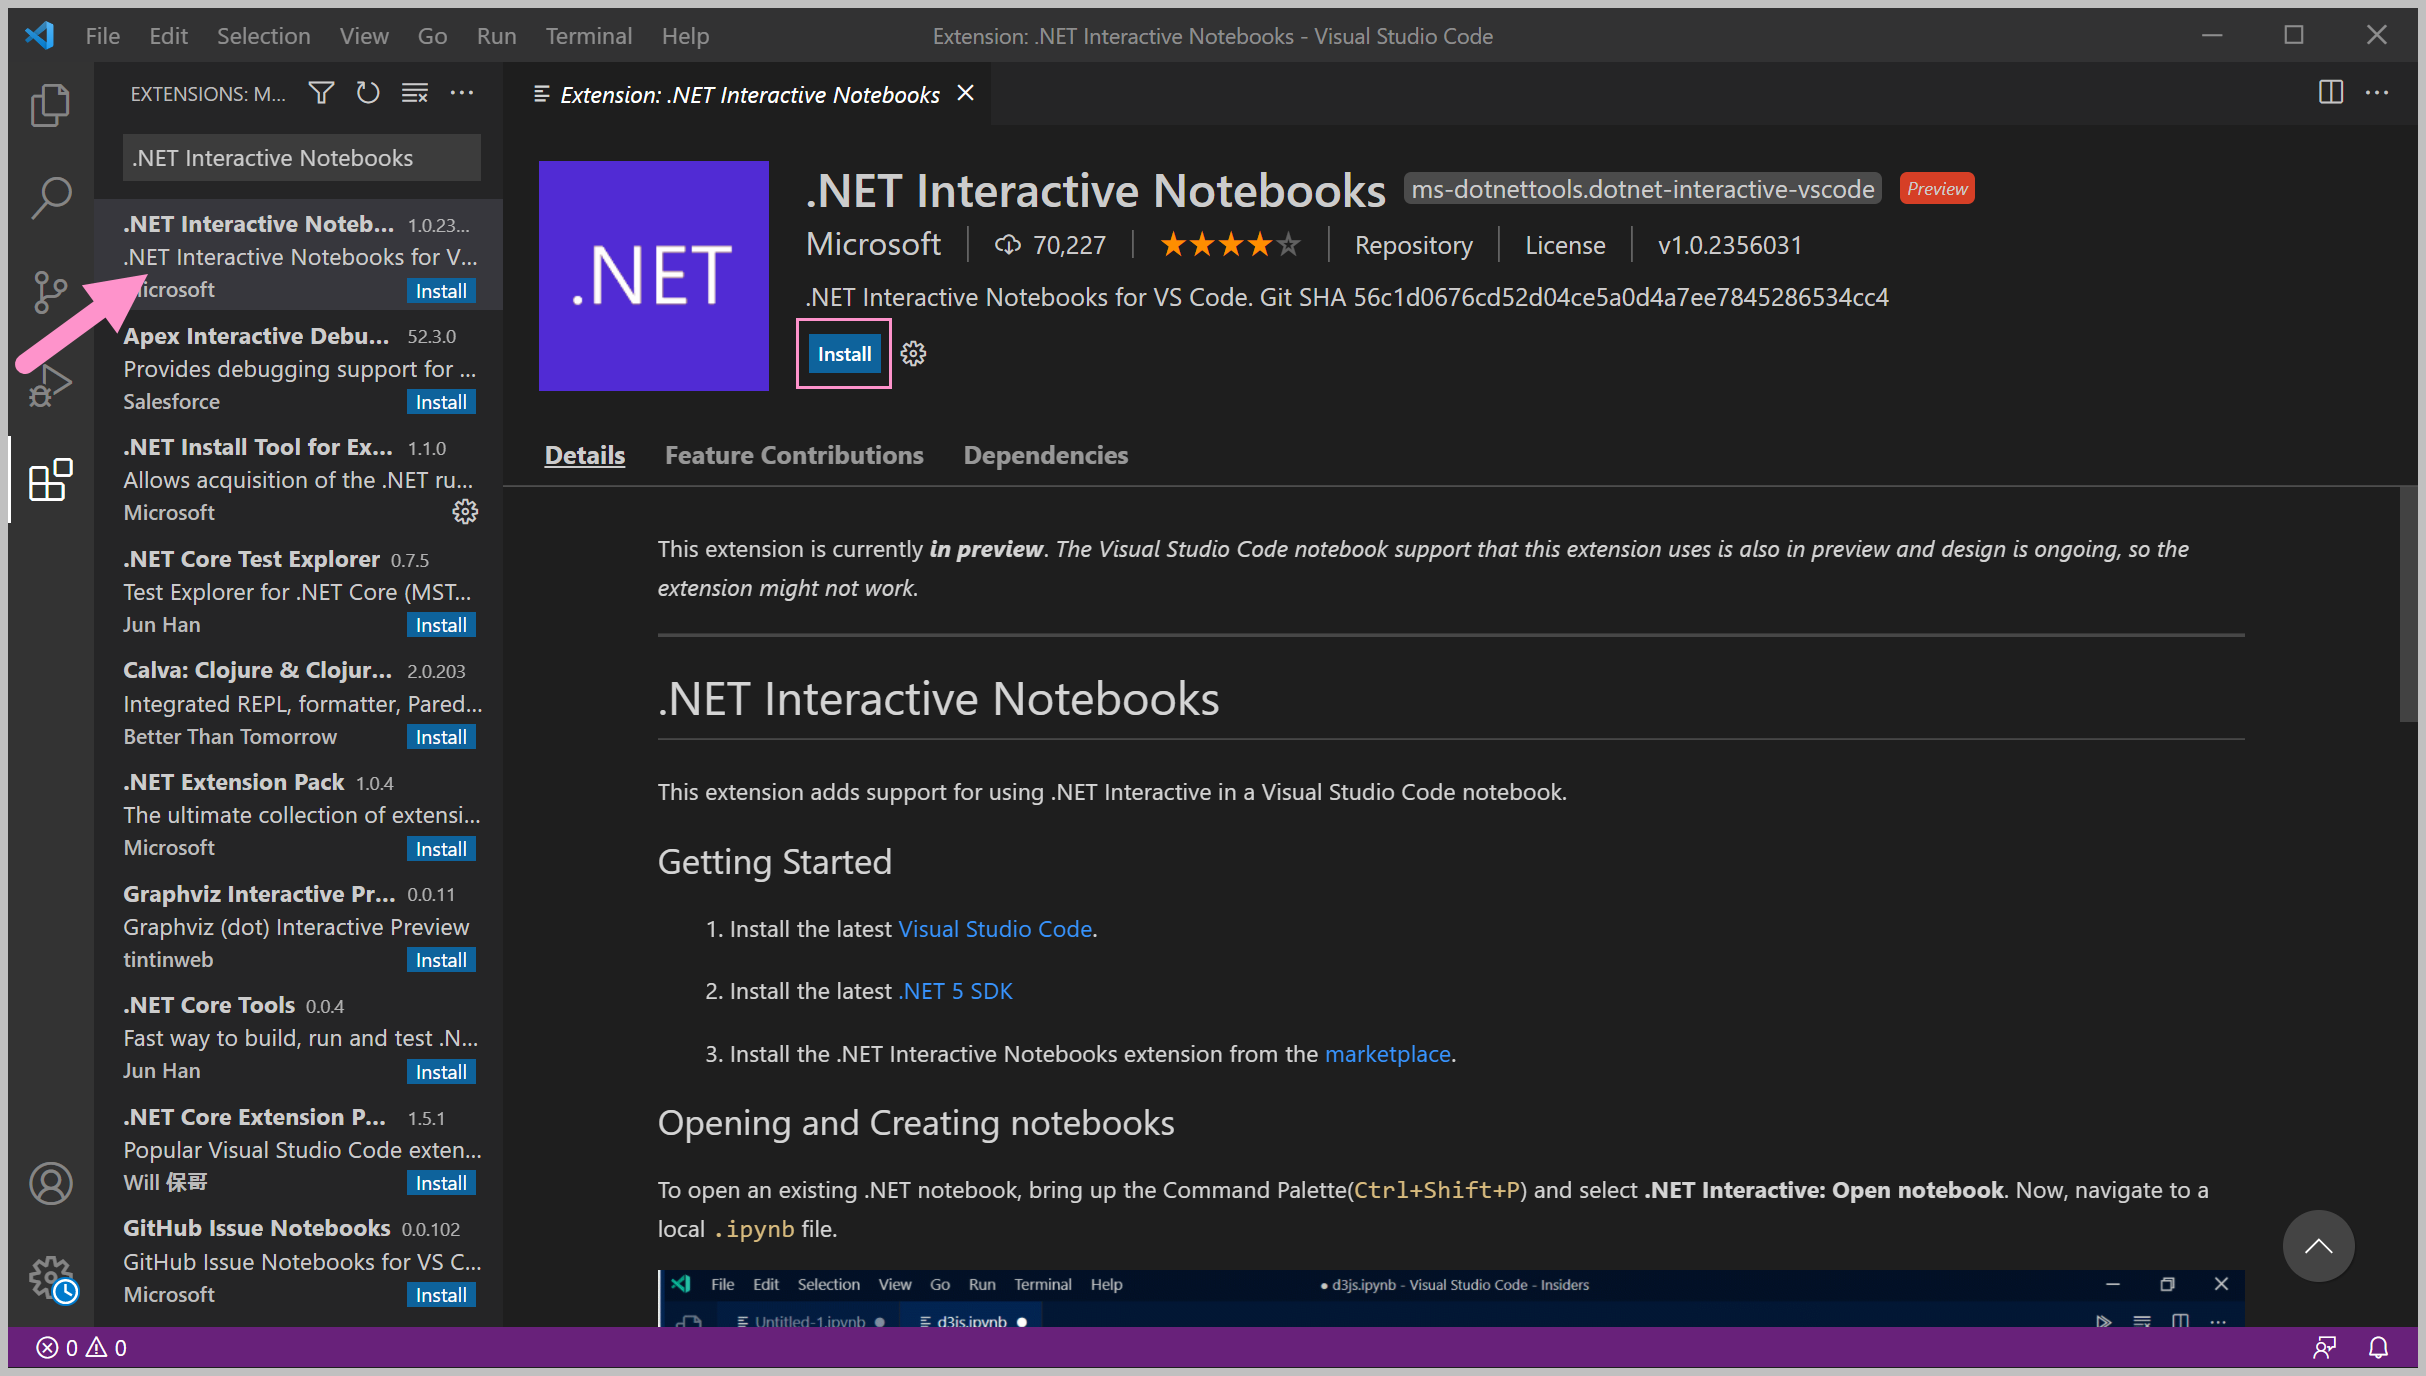 File Edit Selection View Go Run Terminal Help
Extension: .NET Interactive Notebooks - Visual Studio Code
EXTENSIONS: M...
.NET Interactive Notebooks
.NET Interactive Noteb... 1.0.23...
.NET Interactive Notebooks for V...
icrosoft Install
Apex Interactive Debu... 52.3.0
Provides debugging support for ...
Salesforce Install
.NET Install Tool for Ex... 1.1.0
Allows acquisition of the .NET ru...
Microsoft
.NET Core Test Explorer 0.7.5
Test Explorer for .NET Core (MST...
Jun Han Install
Calva: Clojure & Clojur... 2.0.203
Integrated REPL, formatter, Pared...
Better Than Tomorrow Install
.NET Extension Pack 1.0.4
The ultimate collection of extensi...
Microsoft Install
Graphviz Interactive Pr... 0.0.11
Graphviz (dot) Interactive Preview
tintinweb Install
.NET Core Tools 0.0.4
Fast way to build, run and test .N...
Jun Han Install
.NET Core Extension P... 1.5.1
Popular Visual Studio Code exten...
Will 保哥 Install
GitHub Issue Notebooks 0.0.102
GitHub Issue Notebooks for VS C...
Microsoft Install
Extension: .NET Interactive Notebooks
.NET
.NET Interactive Notebooks ms-dotnettools.dotnet-interactive-vscode Preview
Microsoft 70,227 Repository License v1.0.2356031
.NET Interactive Notebooks for VS Code. Git SHA 56c1d0676cd52d04ce5a0d4a7ee7845286534cc4
Install
Details Feature Contributions Dependencies
This extension is currently in preview. The Visual Studio Code notebook support that this extension uses is also in preview and design is ongoing, so the
extension might not work.
.NET Interactive Notebooks
This extension adds support for using .NET Interactive in a Visual Studio Code notebook.
Getting Started
1. Install the latest Visual Studio Code.
2. Install the latest .NET 5 SDK
3. Install the .NET Interactive Notebooks extension from the marketplace.
Opening and Creating notebooks
To open an existing .NET notebook, bring up the Command Palette(Ctrl+Shift+P) and select .NET Interactive: Open notebook. Now, navigate to a
local .ipynb file.
File Edit Selection View Go Run Terminal Help ● d3js.ipynb - Visual Studio Code - Insiders
Untitled-1.ipynb ● d3js.ipynb ●
0 0